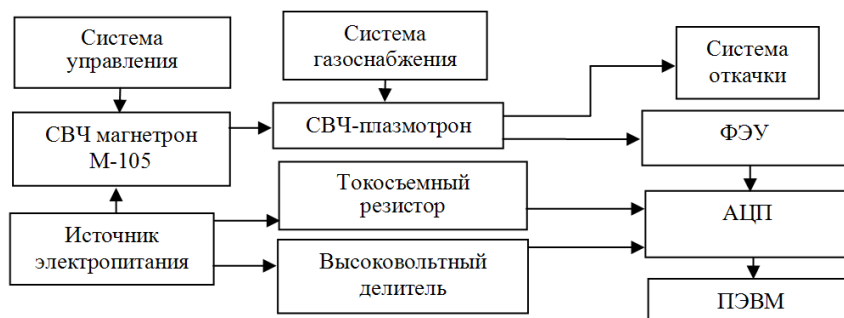 Система
управления
Система
газоснабжения
Система
откачки
СВЧ магнетрон
М-105
СВЧ-плазмотрон
ФЭУ
Токосъемный
резистор
АЦП
Источник
электропитания
Высоковольтный
делитель
ПЭВМ